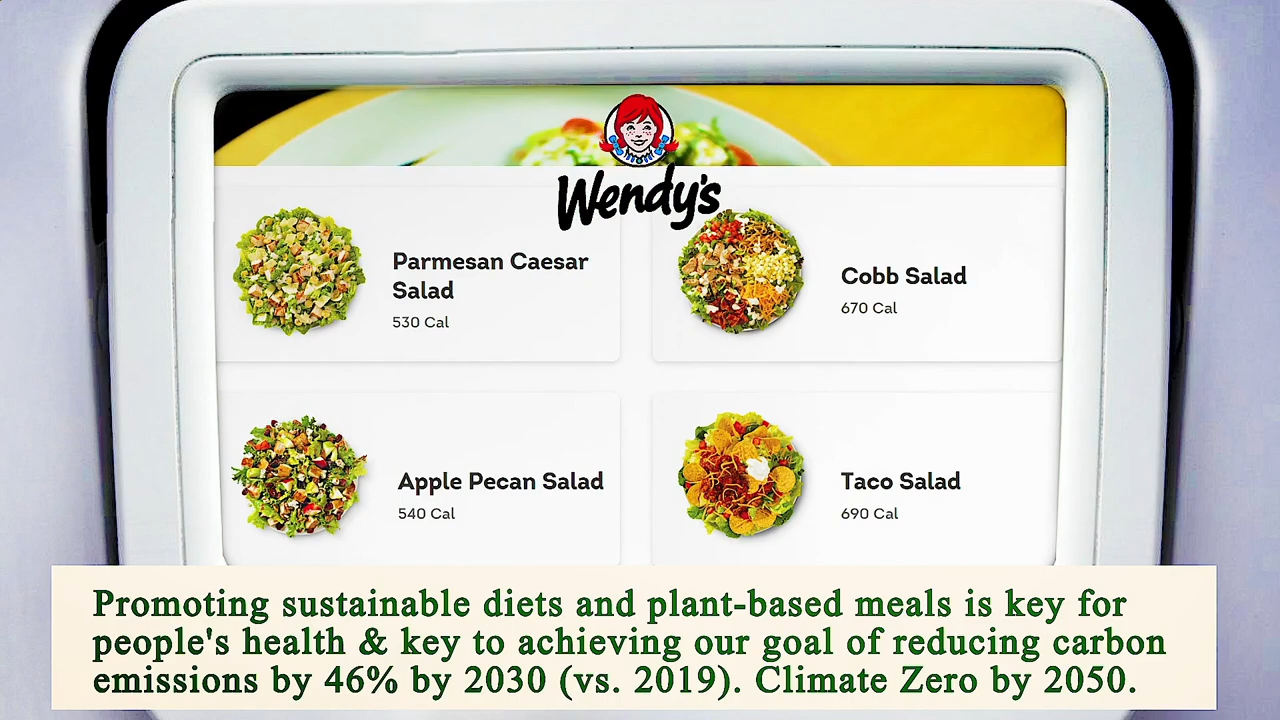 Wendy's
Parmesan Caesar
Salad
530 Cal
Cobb Salad
670 Cal
Apple Pecan Salad
540 Cal
Taco Salad
690 Cal
Promoting sustainable diets and plant-based meals is key for
people's health & key to achieving our goal of reducing carbon
emissions by 46% by 2030 (vs. 2019). Climate Zero by 2050.